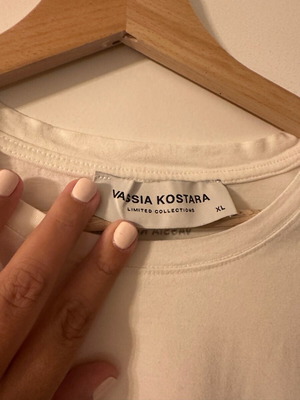 VASSIA KOSTARA
LIMITED COLLECTIONS
XL